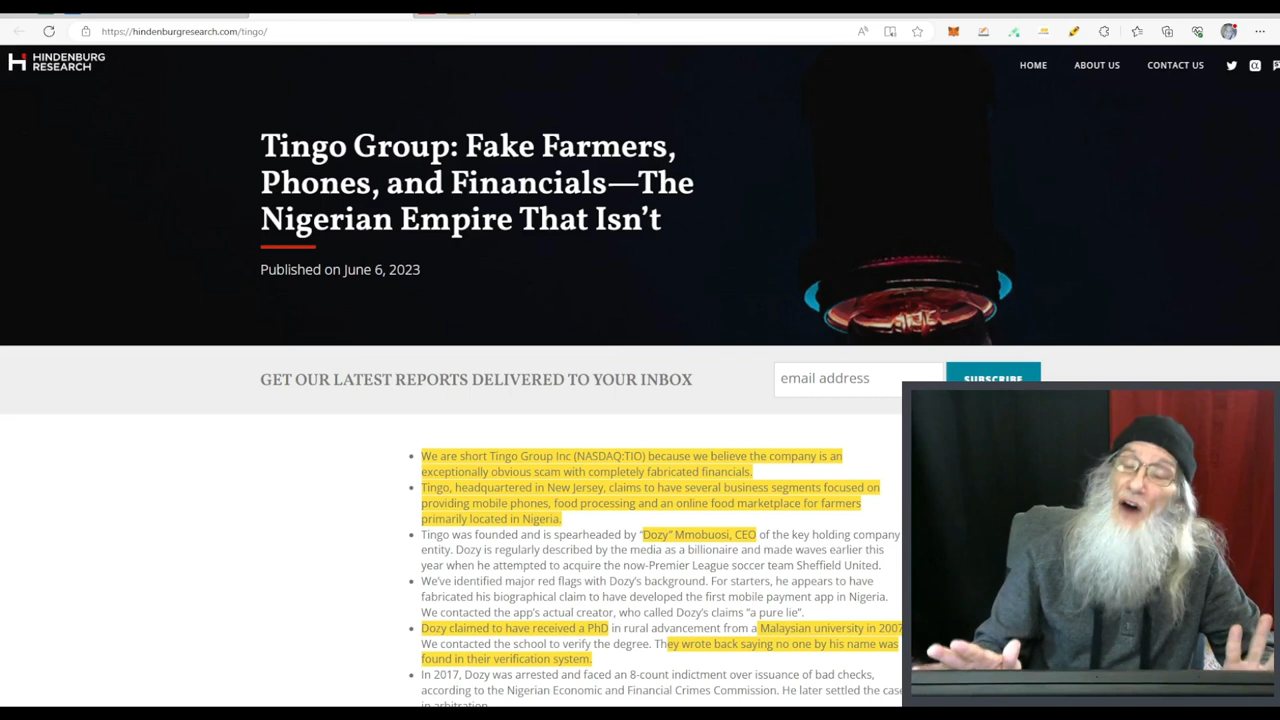 https://hindenburgresearch.com/tingo/
HINDENBURG
RESEARCH
HOME ABOUT US CONTACT US
Tingo Group: Fake Farmers,
Phones, and Financials—The
Nigerian Empire That Isn’t
Published on June 6, 2023
GET OUR LATEST REPORTS DELIVERED TO YOUR INBOX
email address
SUBSCRIBE
We are short Tingo Group Inc (NASDAQ:TIO) because we believe the company is an
exceptionally obvious scam with completely fabricated financials.
Tingo, headquartered in New Jersey, claims to have several business segments focused on
providing mobile phones, food processing and an online food marketplace for farmers
primarily located in Nigeria.
Tingo was founded and is spearheaded by “Dozy” Mmobuosi, CEO of the key holding company
entity. Dozy is regularly described by the media as a billionaire and made waves earlier this
year when he attempted to acquire the now-Premier League soccer team Sheffield United.
We’ve identified major red flags with Dozy’s background. For starters, he appears to have
fabricated his biographical claim to have developed the first mobile payment app in Nigeria.
We contacted the app’s actual creator, who called Dozy’s claims “a pure lie”.
Dozy claimed to have received a PhD in rural advancement from a Malaysian university in 2007
We contacted the school to verify the degree. They wrote back saying no one by his name was
found in their verification system.
In 2017, Dozy was arrested and faced an 8-count indictment over issuance of bad checks,
according to the Nigerian Economic and Financial Crimes Commission. He later settled the case
in arbitration.